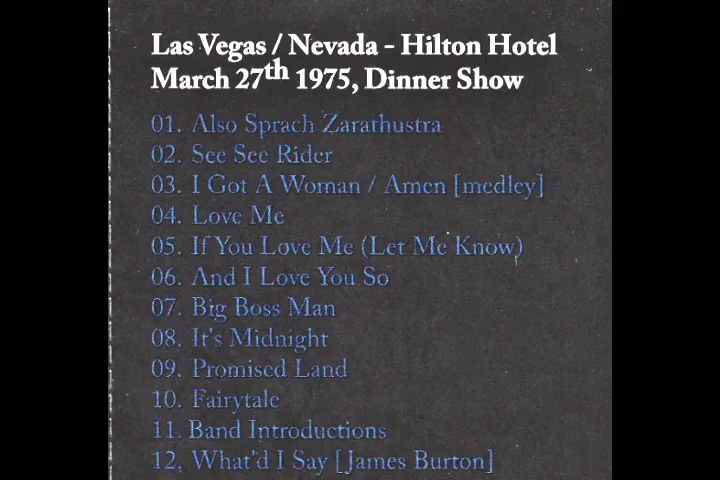 Las Vegas / Nevada - Hilton Hotel
March 27th 1975, Dinner Show
01. Also Sprach Zarathustra
02. See See Rider
03. I Got A Woman / Amen [medley]
04. Love Me
05. If You Love Me (Let Me Know)
06. And I Love You So
07. Big Boss Man
08. It's Midnight
09. Promised Land
10. Fairytale
11. Band Introductions
12, What'd I Say [James Burton]